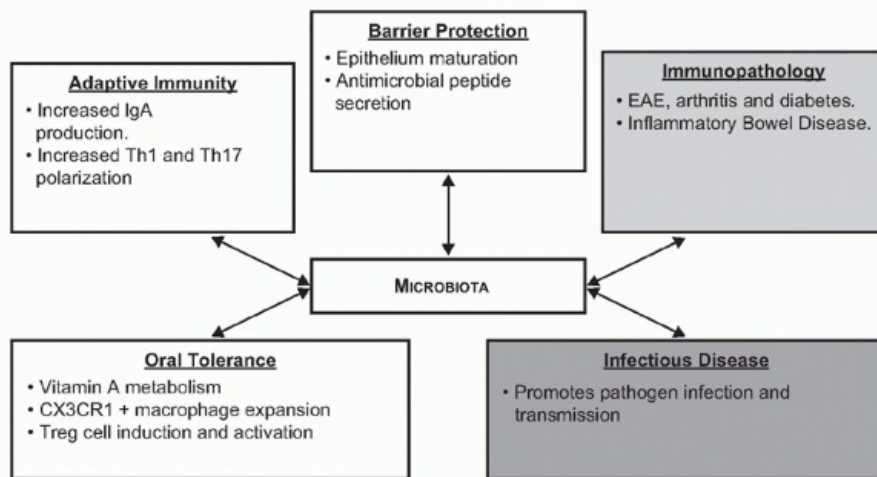 Barrier Protection
• Epithelium maturation
• Antimicrobial peptide
secretion
Adaptive Immunity
• Increased IgA
production.
• Increased Th1 and Th17
polarization
Immunopathology
• EAE, arthritis and diabetes.
• Inflammatory Bowel Disease.
MICROBIOTA
Oral Tolerance
• Vitamin A metabolism
• CX3CR1 + macrophage expansion
• Treg cell induction and activation
Infectious Disease
• Promotes pathogen infection and
transmission